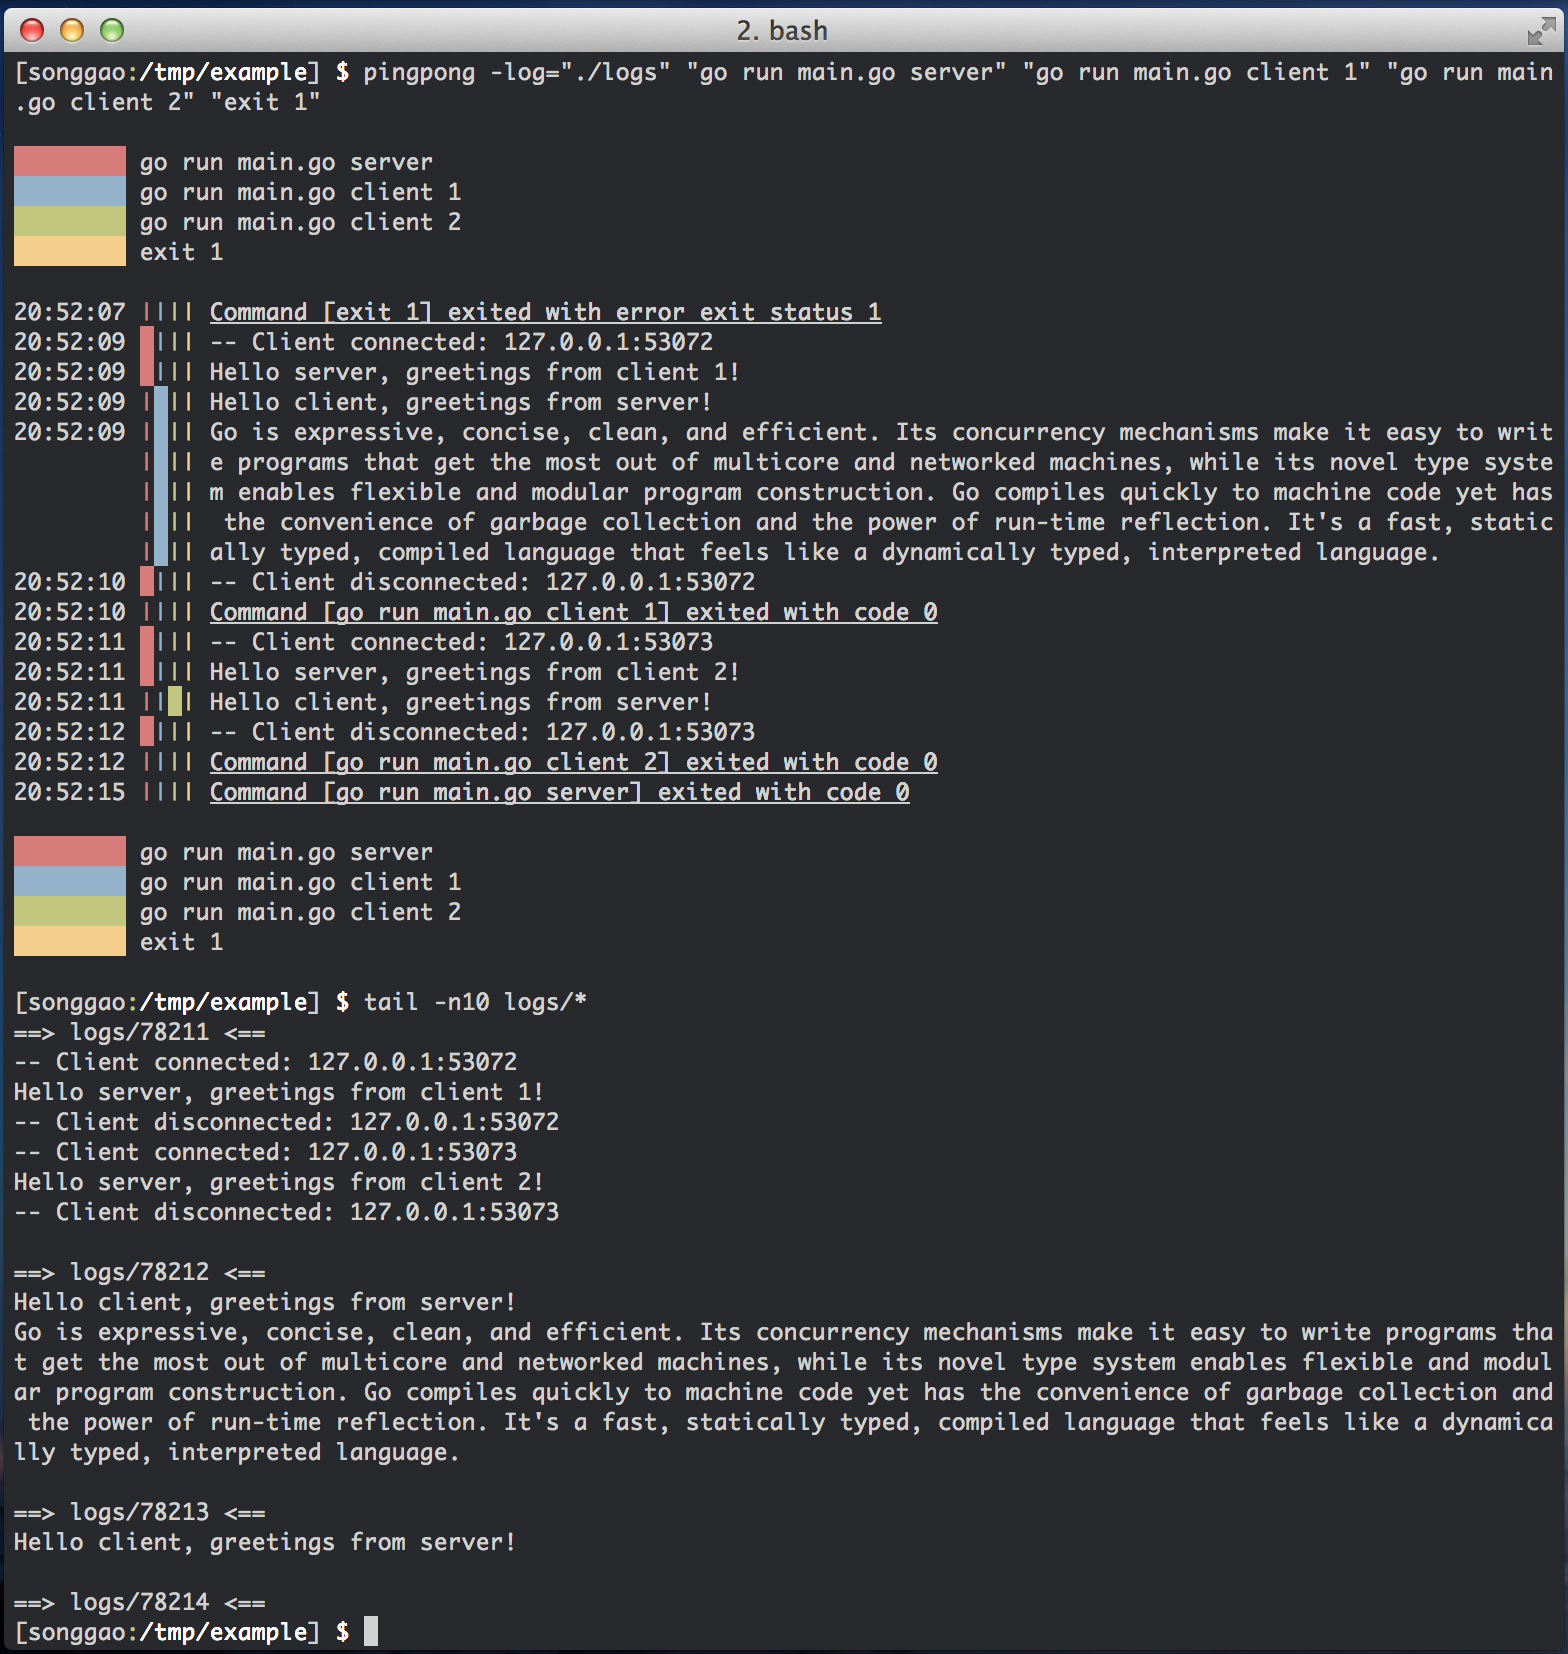 2. bash
[songgao:/tmp/example] $ pingpong -log="./logs" "go run main.go server" "go run main.go client 1" "go run main
.go client 2" "exit 1"
go run main.go server
go run main.go client 1
go run main.go client 2
exit 1
20:52:07 |||| Command [exit 1] exited with error exit status 1
20:52:09 ||| -- Client connected: 127.0.0.1:53072
20:52:09 ||| Hello server, greetings from client 1!
20:52:09 | || Hello client, greetings from server!
20:52:09 | || Go is expressive, concise, clean, and efficient. Its concurrency mechanisms make it easy to writ
| || e programs that get the most out of multicore and networked machines, while its novel type syste
| || m enables flexible and modular program construction. Go compiles quickly to machine code yet has
| ||  the convenience of garbage collection and the power of run-time reflection. It's a fast, static
| || ally typed, compiled language that feels like a dynamically typed, interpreted language.
20:52:10 ||| -- Client disconnected: 127.0.0.1:53072
20:52:10 |||| Command [go run main.go client 1] exited with code 0
20:52:11 ||| -- Client connected: 127.0.0.1:53073
20:52:11 ||| Hello server, greetings from client 2!
20:52:11 || | Hello client, greetings from server!
20:52:12 ||| -- Client disconnected: 127.0.0.1:53073
20:52:12 |||| Command [go run main.go client 2] exited with code 0
20:52:15 |||| Command [go run main.go server] exited with code 0
go run main.go server
go run main.go client 1
go run main.go client 2
exit 1
[songgao:/tmp/example] $ tail -n10 logs/*
==> logs/78211 <==
-- Client connected: 127.0.0.1:53072
Hello server, greetings from client 1!
-- Client disconnected: 127.0.0.1:53072
-- Client connected: 127.0.0.1:53073
Hello server, greetings from client 2!
-- Client disconnected: 127.0.0.1:53073
==> logs/78212 <==
Hello client, greetings from server!
Go is expressive, concise, clean, and efficient. Its concurrency mechanisms make it easy to write programs tha
t get the most out of multicore and networked machines, while its novel type system enables flexible and modul
ar program construction. Go compiles quickly to machine code yet has the convenience of garbage collection and
 the power of run-time reflection. It's a fast, statically typed, compiled language that feels like a dynamica
lly typed, interpreted language.
==> logs/78213 <==
Hello client, greetings from server!
==> logs/78214 <==
[songgao:/tmp/example] $